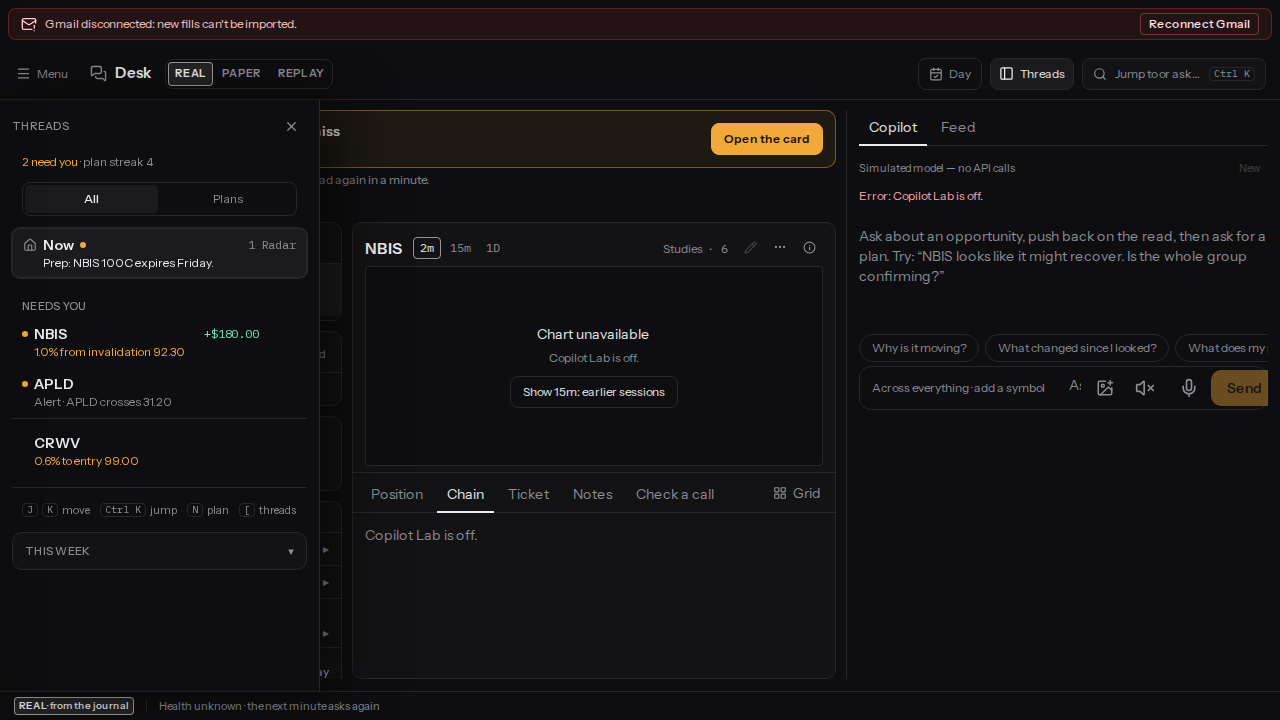 Gmail disconnected: new fills can't be imported.
Reconnect Gmail
Menu
Desk
REAL PAPER REPLAY
Day
Threads
Jump to or ask... Ctrl K
THREADS
2 need you · plan streak 4
All Plans
Now 1 Radar
Prep: NBIS 100C expires Friday.
NEEDS YOU
NBIS +$180.00
1.0% from invalidation 92.30
APLD
Alert · APLD crosses 31.20
CRWV
0.6% to entry 99.00
J K move Ctrl K jump N plan [ threads
THIS WEEK
Open the card
again in a minute.
NBIS 2m 15m 1D
Studies · 6
Chart unavailable
Copilot Lab is off.
Show 15m: earlier sessions
Position Chain Ticket Notes Check a call Grid
Copilot Lab is off.
Copilot Feed
Simulated model — no API calls New
Error: Copilot Lab is off.
Ask about an opportunity, push back on the read, then ask for a
plan. Try: “NBIS looks like it might recover. Is the whole group
confirming?”
Why is it moving? What changed since I looked? What does my
Across everything · add a symbol
Send
REAL · from the journal
Health unknown · the next minute asks again